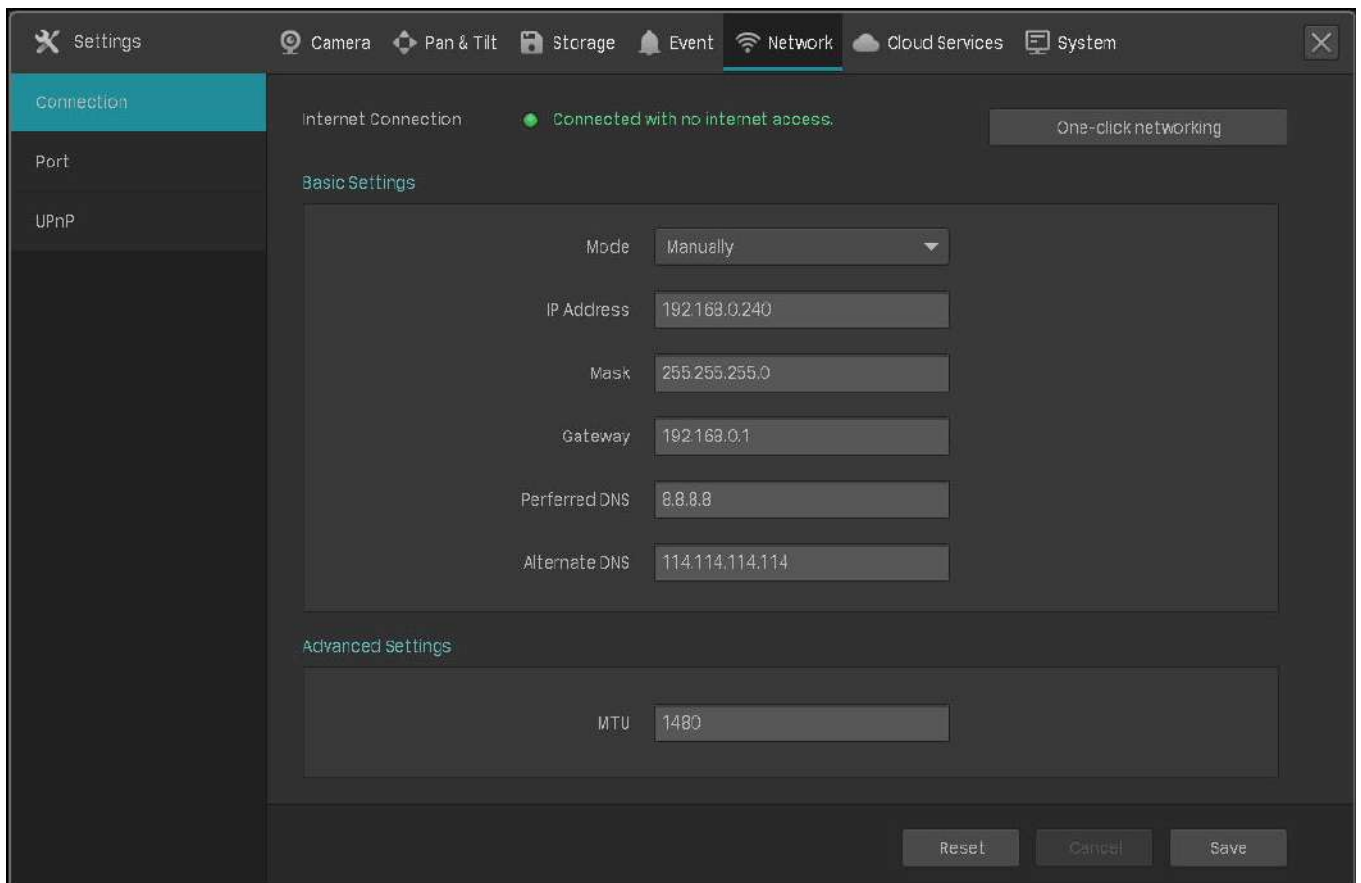 Settings
Camera Pan & Tilt Storage Event Network Cloud Services System
Connection
Port
UPnP
Internet Connection Connected with no internet access. One-click networking
Basic Settings
Mode Manually
IP Address 192.168.0.240
Mask 255.255.255.0
Gateway 192.168.0.1
Perferred DNS 8.8.8.8
Alternate DNS 114.114.114.114
Advanced Settings
MTU 1480
Reset Cancel Save